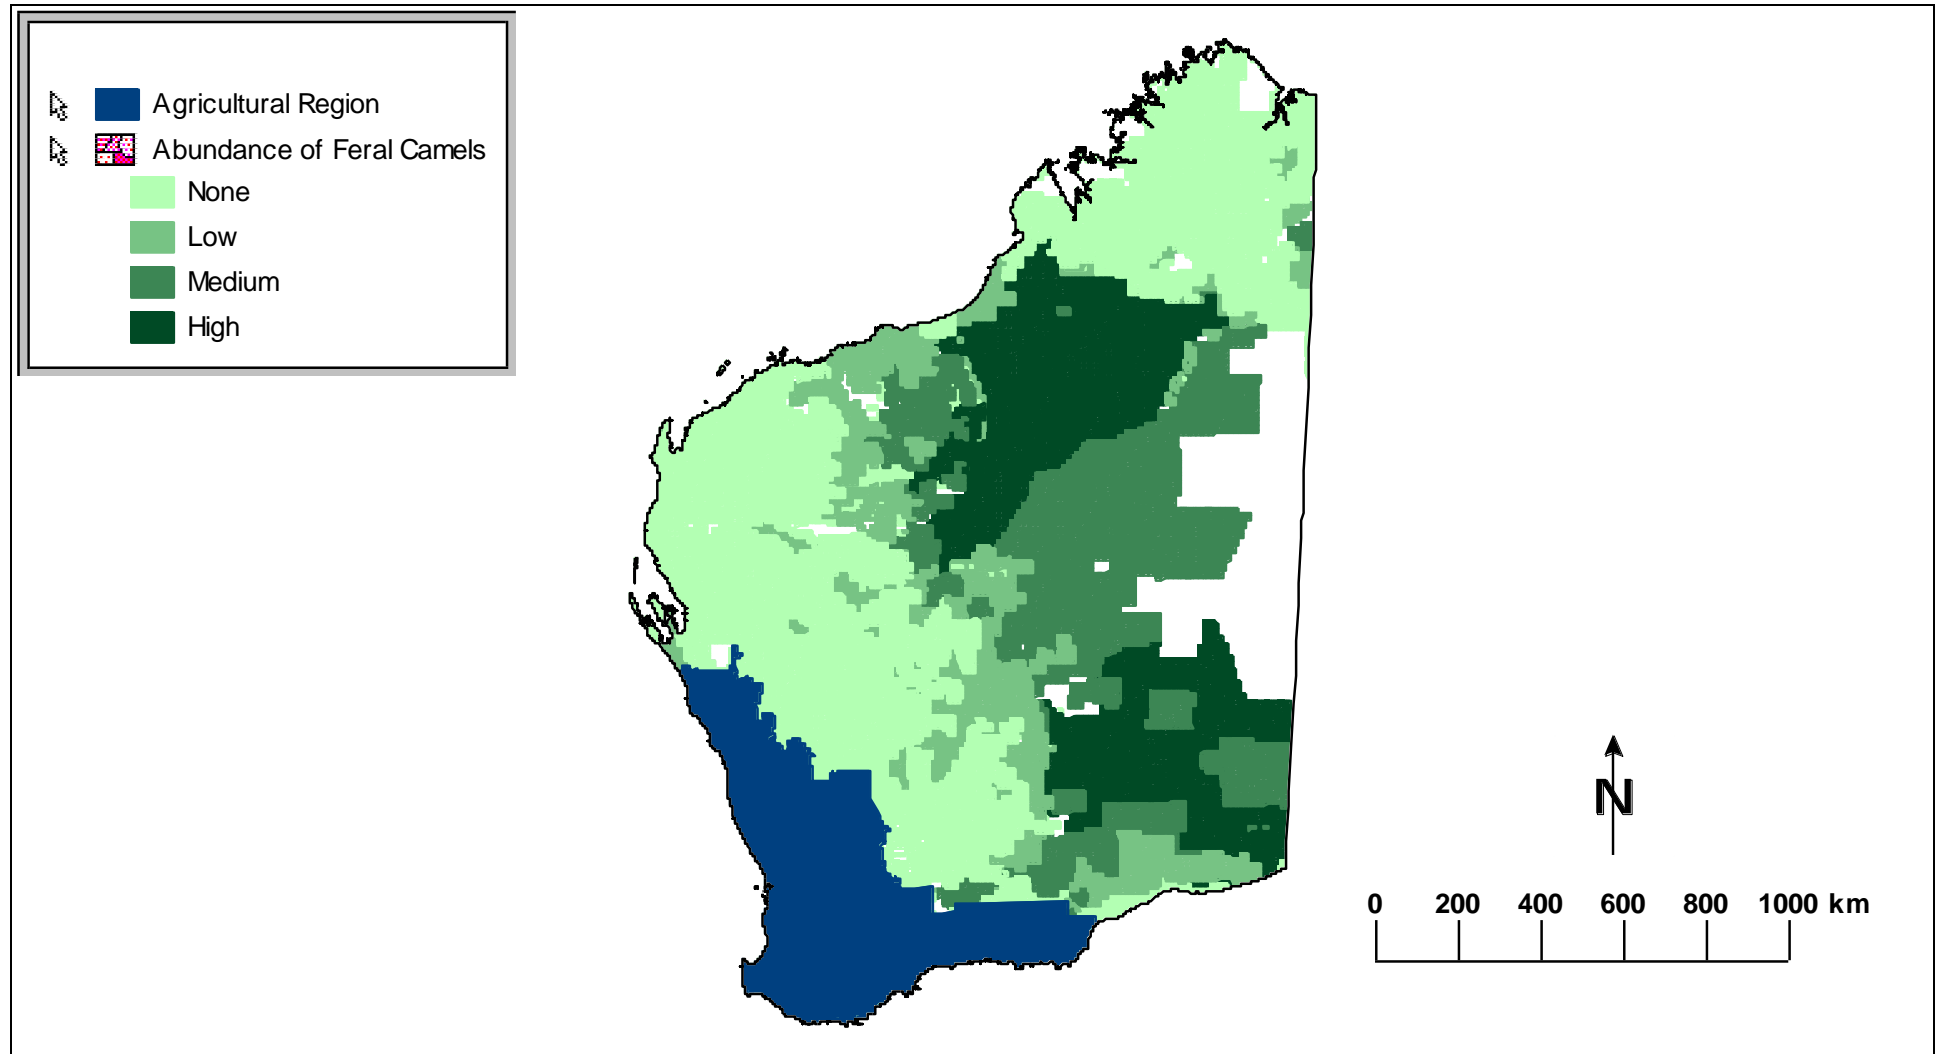 Agricultural Region
Abundance of Feral Camels
None
Low
Medium
High
N
0 200 400 600 800 1000 km